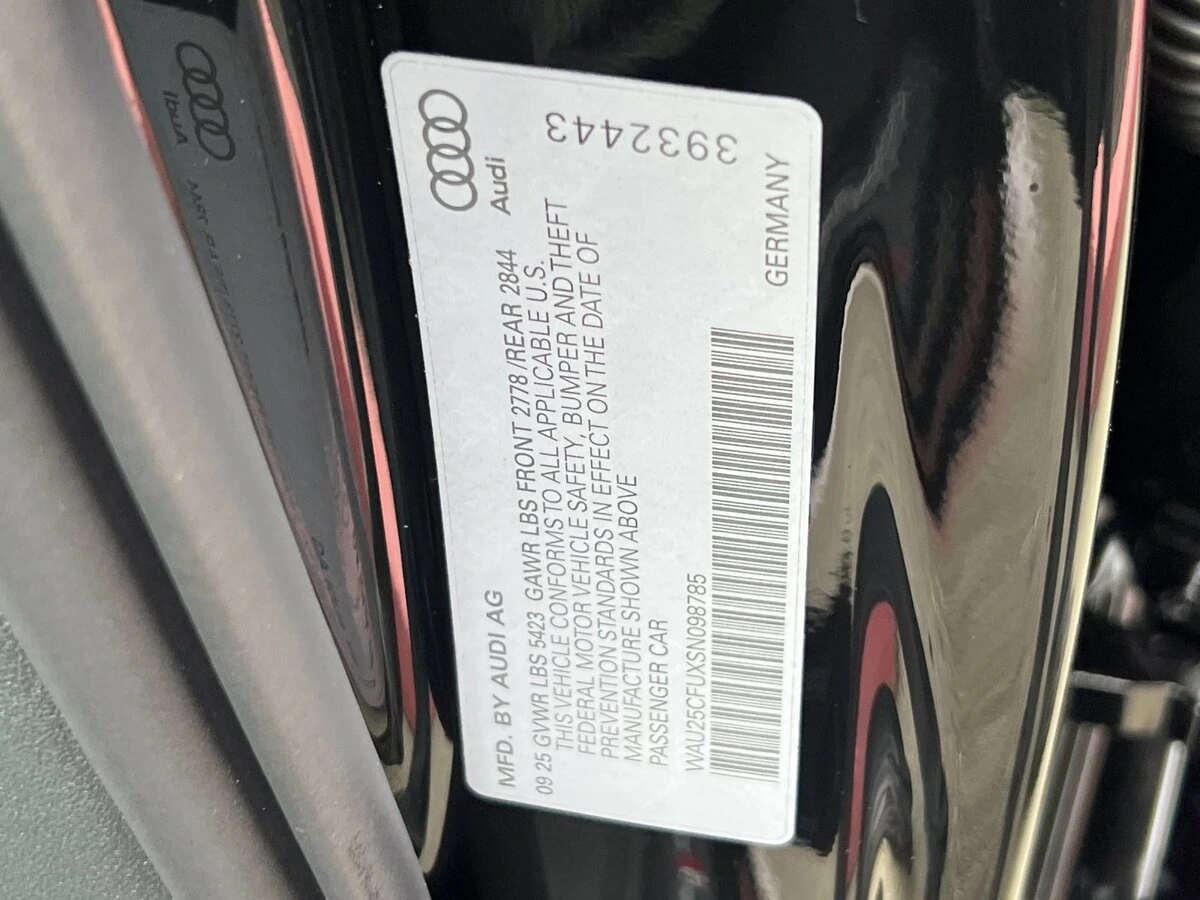 Audi
3932443
MFD. BY AUDI AG
09 25 GVWR LBS 5423 GAWR LBS FRONT 2778 /REAR 2844
THIS VEHICLE CONFORMS TO ALL APPLICABLE U.S.
FEDERAL MOTOR VEHICLE SAFETY, BUMPER AND THEFT
PREVENTION STANDARDS IN EFFECT ON THE DATE OF
MANUFACTURE SHOWN ABOVE
PASSENGER CAR
WAU25CFUXSN098785
GERMANY